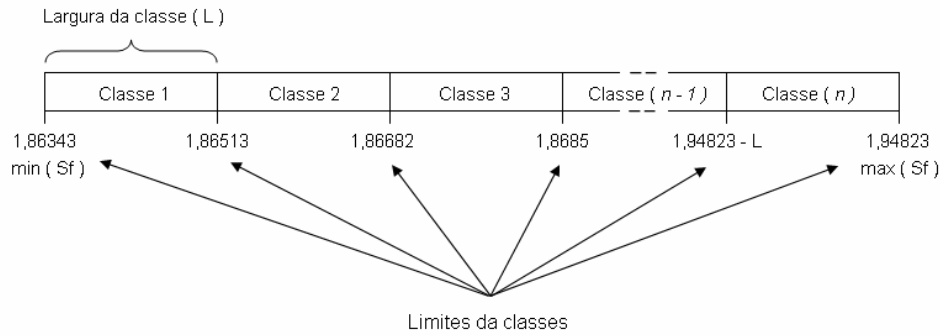 Largura da classe ( L )
Classe 1 Classe 2 Classe 3 Classe ( n - 1 ) Classe ( n )
1,86343 1,86513 1,86682 1,8685 1,94823 - L 1,94823
min ( Sf ) max ( Sf )
Limites da classes